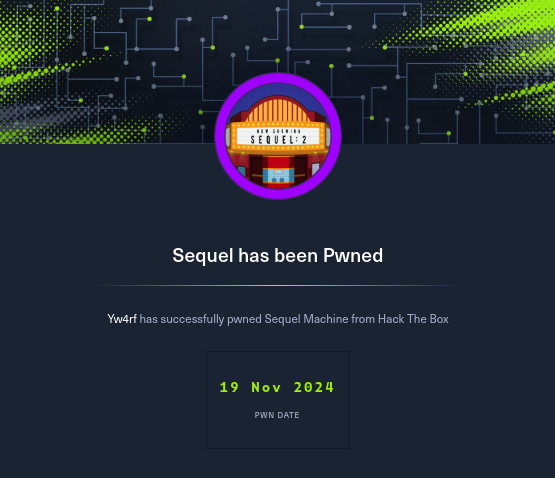 NOW SHOWING
SEQUEL: 2
Sequel has been Pwned
Yw4rf has successfully pwned Sequel Machine from Hack The Box
19 Nov 2024
PWN DATE